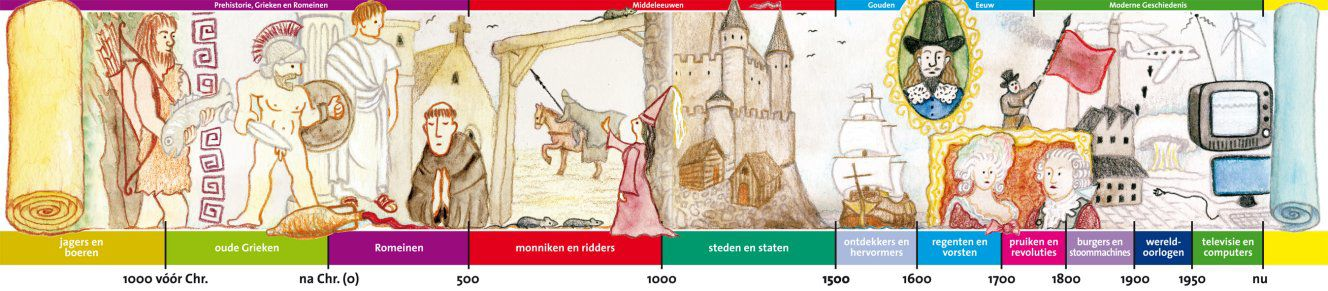 Prehistorie, Grieken en Romeinen
Middeleeuwen
Gouden Eeuw
Moderne Geschiedenis
jagers en
boeren
oude Grieken
Romeinen
monniken en ridders
steden en staten
ontdekkers en
hervormers
regenten en
vorsten
pruiken en
revoluties
burgers en
stoommachines
wereld-
oorlogen
televisie en
computers
1000 vóór Chr.
na Chr. (0)
500
1000
1500
1600
1700
1800
1900
1950
nu